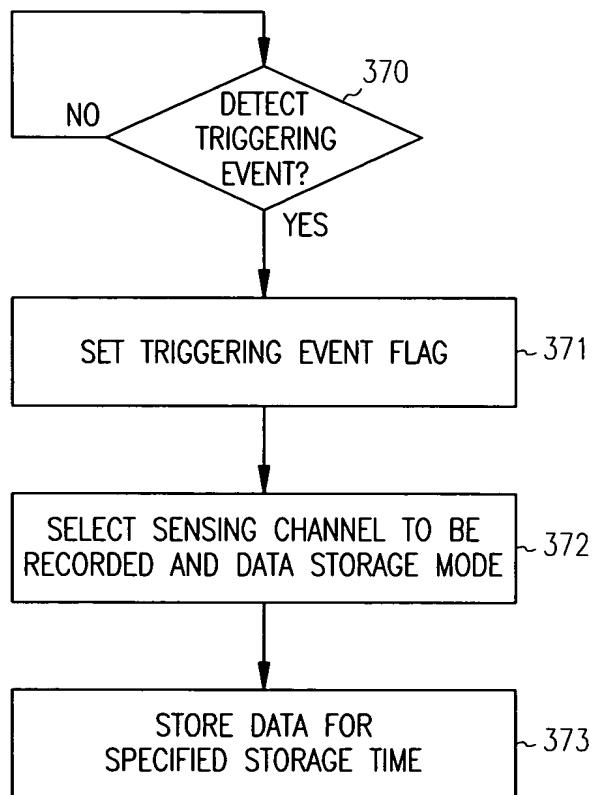 370
DETECT
TRIGGERING
EVENT?
NO
YES
SET TRIGGERING EVENT FLAG
371
SELECT SENSING CHANNEL TO BE
RECORDED AND DATA STORAGE MODE
372
STORE DATA FOR
SPECIFIED STORAGE TIME
373